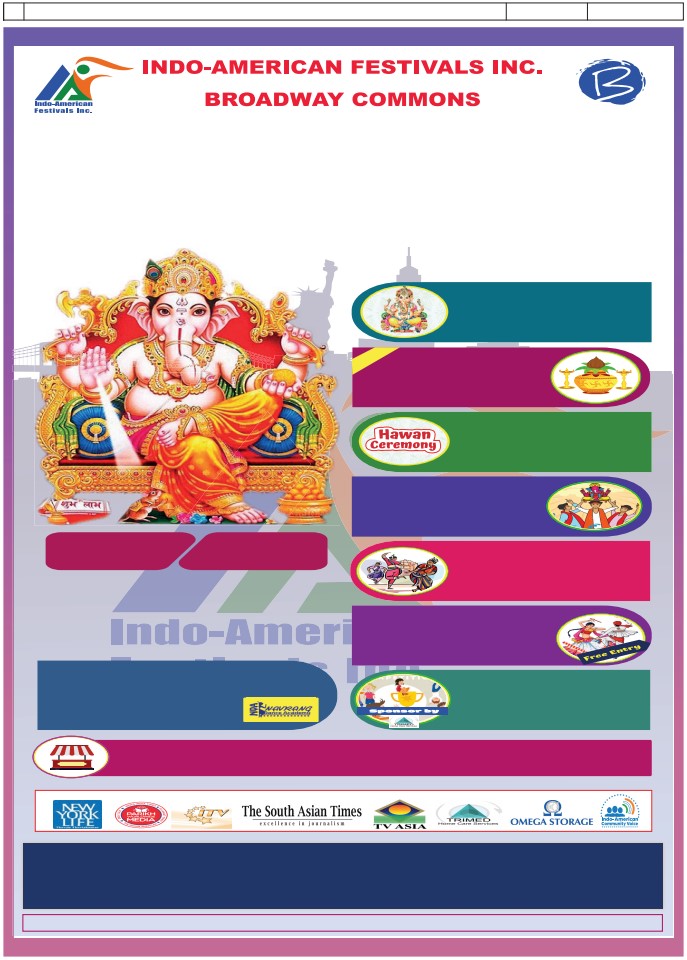 INDO-AMERICAN FESTIVALS INC.
BROADWAY COMMONS
Indo-American
Festivals Inc.
B
शुभ लाभ
Hawan
Ceremony
Indo-Ameri
Free Entry
NAVRANG
Sponsor by
NEW
YORK
LIFE
PARIKH
MEDIA
ITV
The South Asian Times
excellence in journalism
TV ASIA
TRIMED
Home Care Services
OMEGA STORAGE
Indo-American
Community Voice